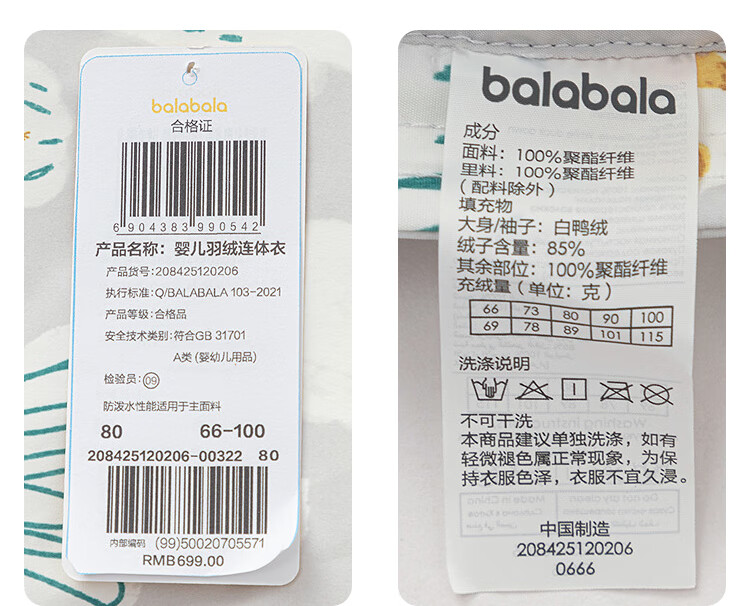 balabala
合格证
6 904383 990542
产品名称: 婴儿羽绒连体衣
产品货号:208425120206
执行标准:Q/BALABALA 103-2021
产品等级:合格品
安全技术类别:符合GB 31701
A类 (婴幼儿用品)
检验员:09
防泼水性能适用于主面料
80 66-100
208425120206-00322 80
内部编码 (99)50020705571
RMB699.00
balabala
成分
面料: 100%聚酯纤维
里料: 100%聚酯纤维
(配料除外)
填充物
大身/袖子: 白鸭绒
绒子含量: 85%
其余部位: 100%聚酯纤维
充绒量 (单位: 克)
66 73 80 90 100
69 78 89 101 115
洗涤说明
不可干洗
本商品建议单独洗涤，如有
轻微褪色属正常现象，为保
持衣服色泽，衣服不宜久浸。
中国制造
208425120206
0666